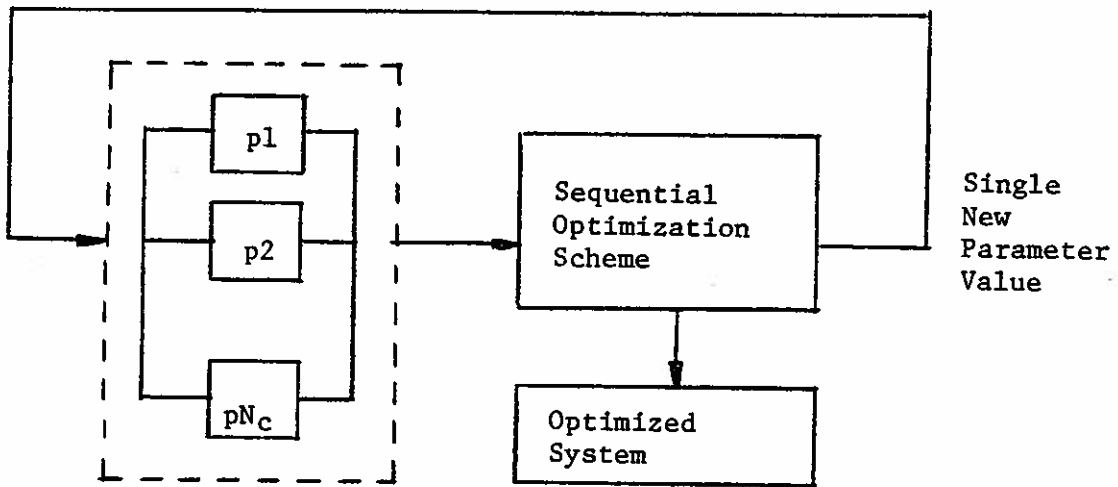 p1
p2
pNc
Sequential
Optimization
Scheme
Single
New
Parameter
Value
Optimized
System